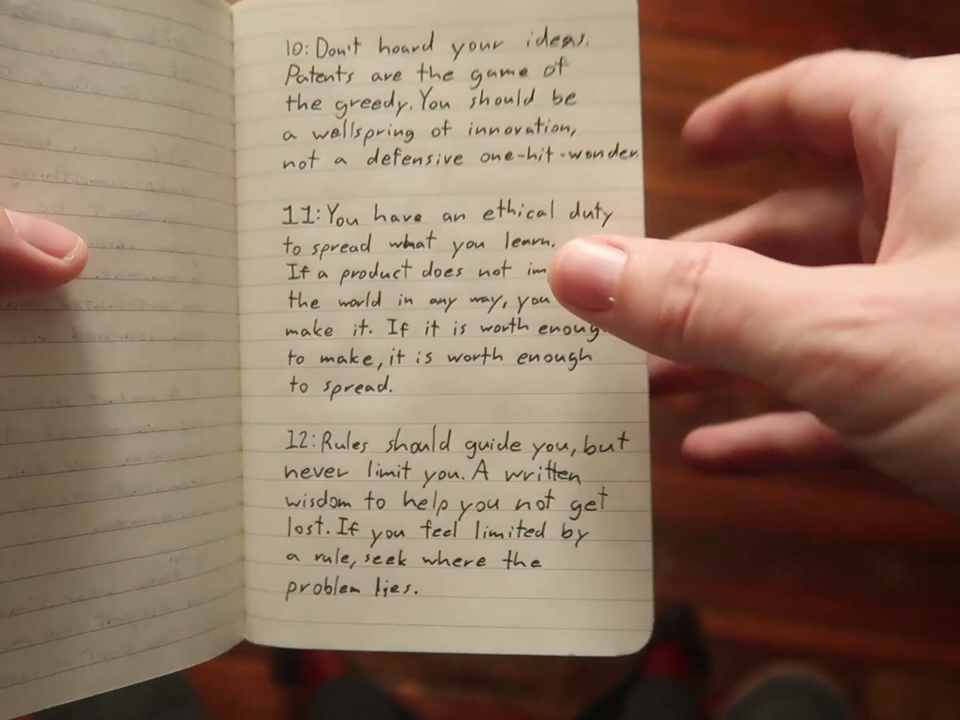 10: Don't hoard your ideas.
Patents are the game of
the greedy. You should be
a wellspring of innovation,
not a defensive one-hit-wonder.
11: You have an ethical duty
to spread what you learn.
If a product does not im
the world in any way, you
make it. If it is worth enoug
to make, it is worth enough
to spread.
12: Rules should guide you, but
never limit you. A written
wisdom to help you not get
lost. If you feel limited by
a rule, seek where the
problem lies.